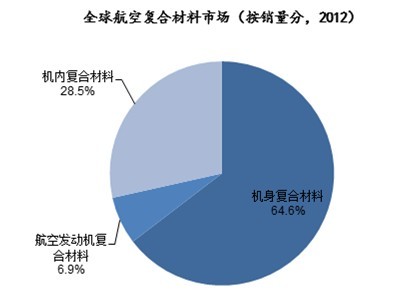 全球航空复合材料市场（按销量分，2012）
机内复合材料
28.5%
机身复合材料
64.6%
航空发动机复
合材料
6.9%